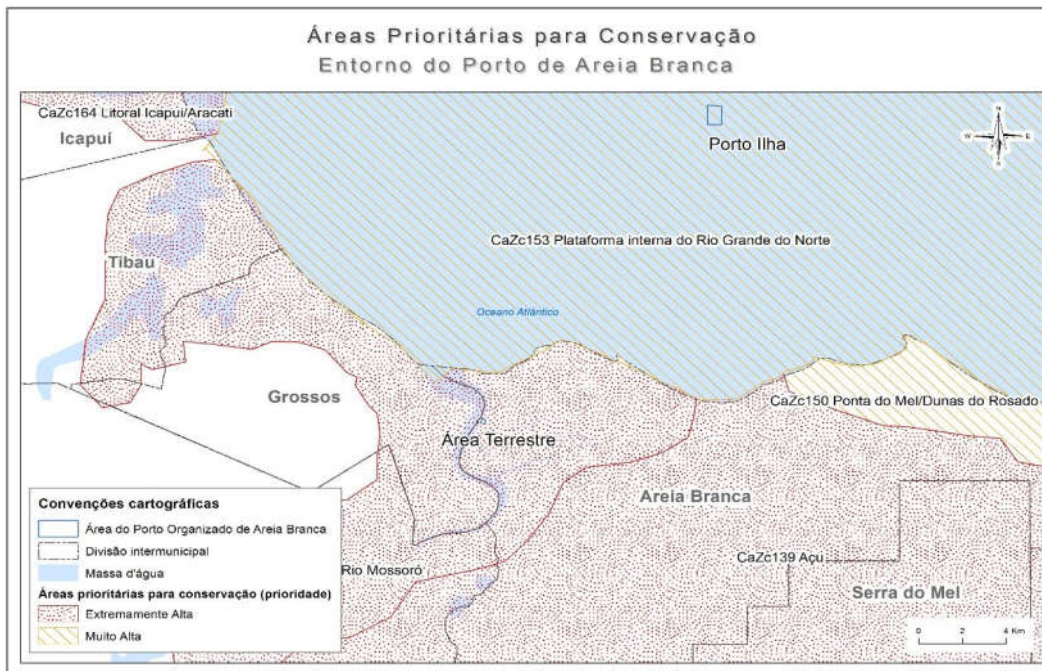 Áreas Prioritárias para Conservação
Entorno do Porto de Areia Branca
CaZc164 Litoral Icapuí/Aracati
Icapuí
Porto Ilha
N
W
E
S
CaZc153 Plataforma interna do Rio Grande do Norte
Tibau
Oceano Atlântico
Grossos
CaZc150 Ponta do Mel/Dunas do Rosado
Área Terrestre
Areia Branca
CaZc139 Açu
Rio Mossoró
Serra do Mel
Convenções cartográficas
Área do Porto Organizado de Areia Branca
Divisão intermunicipal
Massa d'água
Áreas prioritárias para conservação (prioridade)
Extremamente Alta
Muito Alta
0 2 4 Km